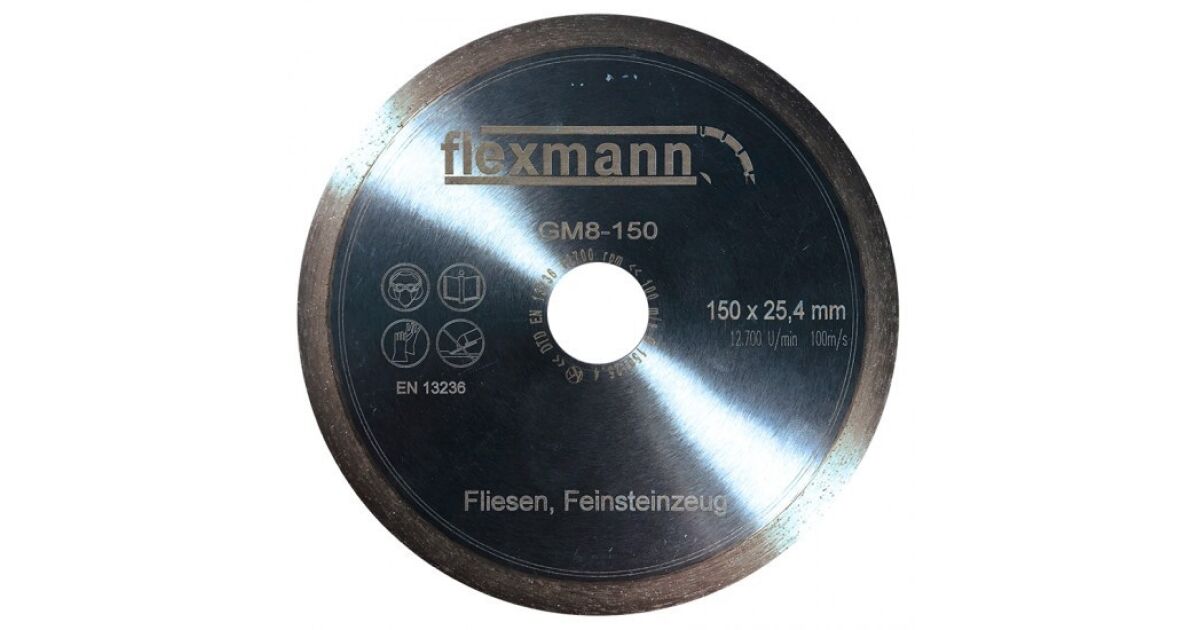 flexmann
GM8-150
150 x 25,4 mm
12.700 U/min 100m/s
EN 13236
Fliesen, Feinsteinzeug